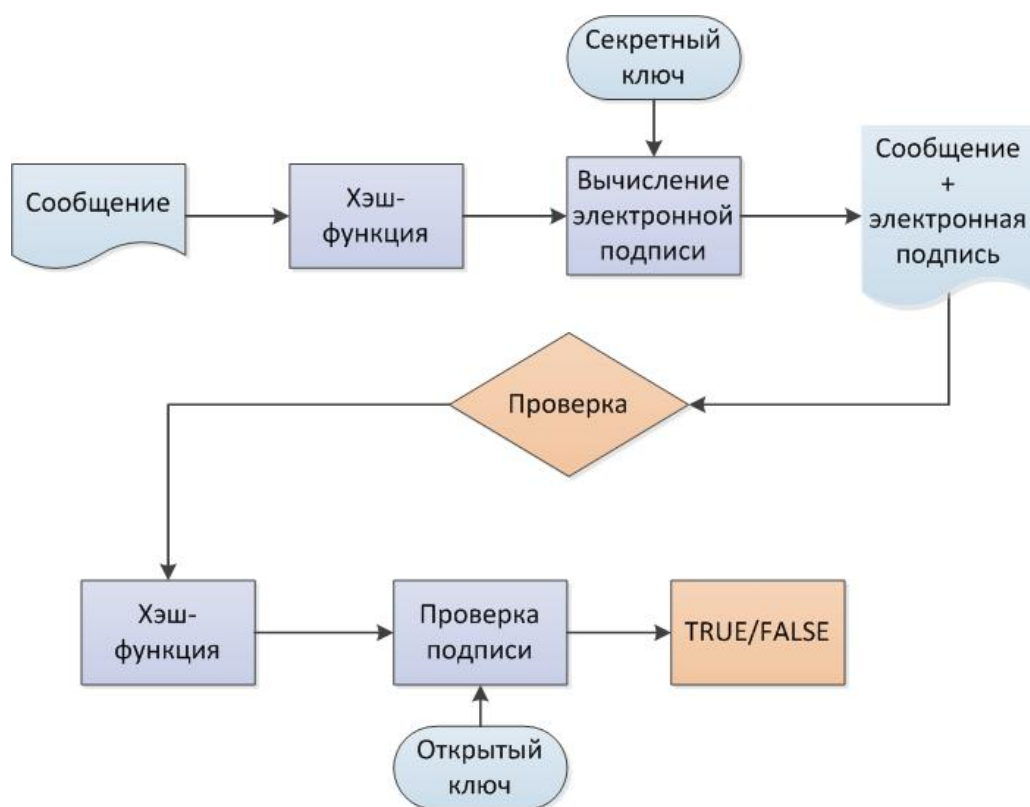 Секретный
ключ
Сообщение
Хэш-
функция
Вычисление
электронной
подписи
Сообщение
+
электронная
подпись
Проверка
Хэш-
функция
Проверка
подписи
TRUE/FALSE
Открытый
ключ